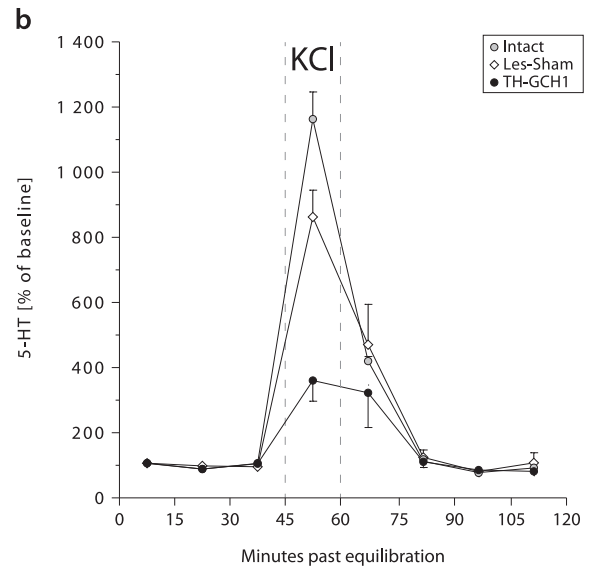 b
KCl
Intact
Les-Sham
TH-GCH1
1 400
1 200
1 000
800
600
400
200
0
5-HT [% of baseline]
0 15 30 45 60 75 90 105 120
Minutes past equilibration